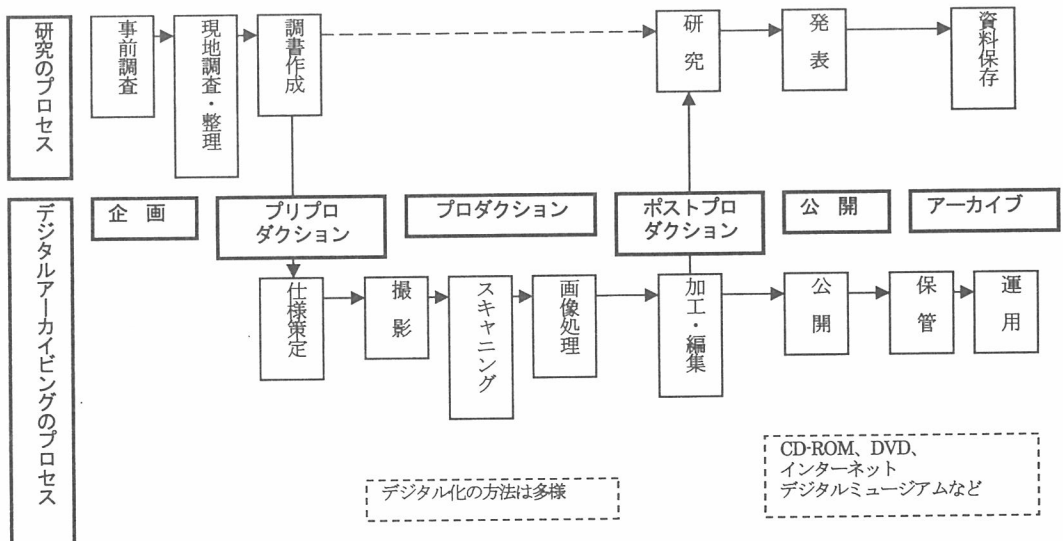 研究のプロセス
事前調査
現地調査・整理
調書作成
研究
発表
資料保存
企画
プリプロ
ダクション
プロダクション
ポストプロ
ダクション
公開
アーカイブ
デジタルアーカイビングのプロセス
仕様策定
撮影
スキャニング
画像処理
加工・編集
公開
保管
運用
デジタル化の方法は多様
CD-ROM、DVD、
インターネット
デジタルミュージアムなど